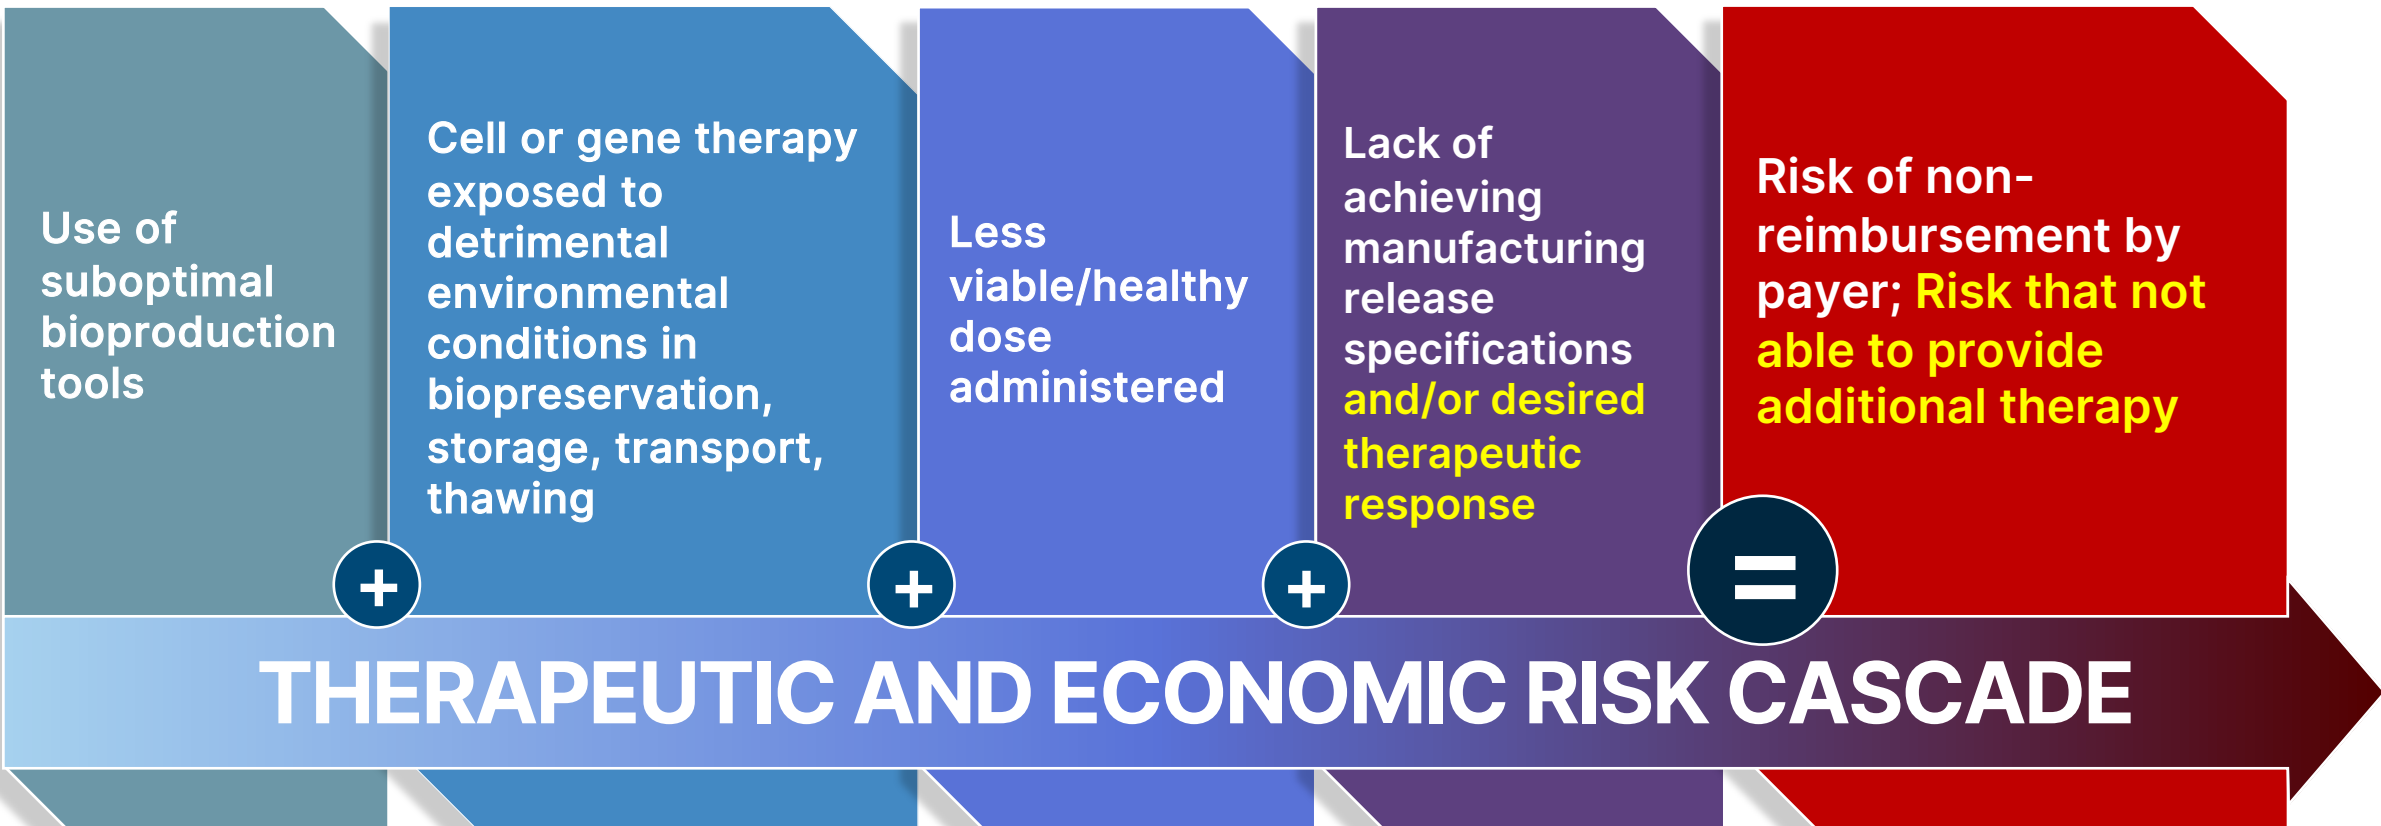 Use of
suboptimal
bioproduction
tools
Cell or gene therapy
exposed to
detrimental
environmental
conditions in
biopreservation,
storage, transport,
thawing
Less
viable/healthy
dose
administered
Lack of
achieving
manufacturing
release
specifications
and/or desired
therapeutic
response
Risk of non-
reimbursement by
payer; Risk that not
able to provide
additional therapy
+
+
+
=
THERAPEUTIC AND ECONOMIC RISK CASCADE